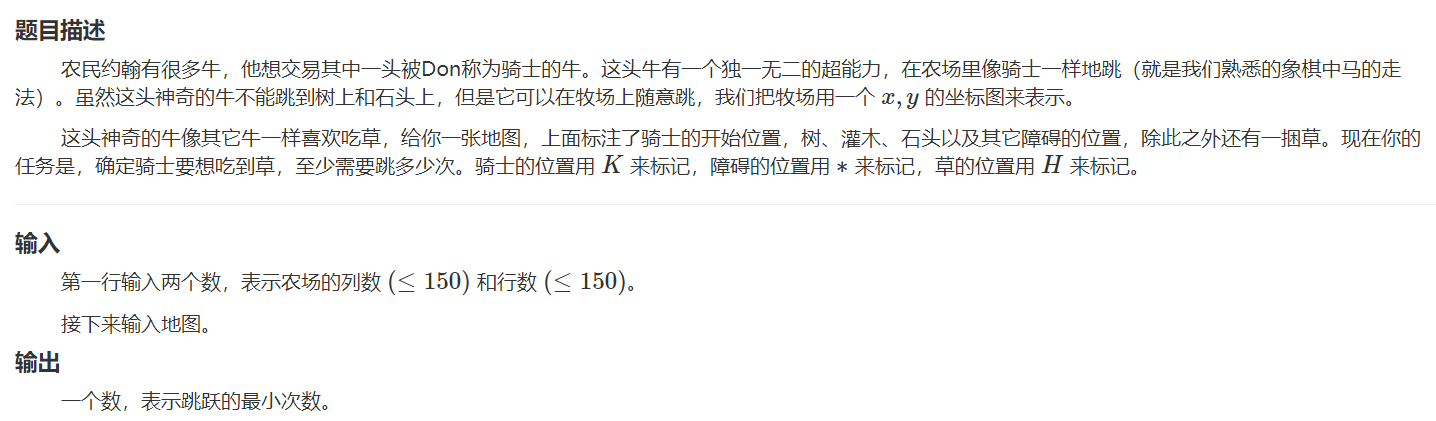 题目描述
农民约翰有很多牛，他想交易其中一头被Don称为骑士的牛。这头牛有一个独一无二的超能力，在农场里像骑士一样地跳（就是我们熟悉的象棋中马的走
法）。虽然这头神奇的牛不能跳到树上和石头上，但是它可以在牧场上随意跳，我们把牧场用一个 x, y 的坐标图来表示。
这头神奇的牛像其它牛一样喜欢吃草，给你一张地图，上面标注了骑士的开始位置，树、灌木、石头以及其它障碍的位置，除此之外还有一捆草。现在你的
任务是，确定骑士要想吃到草，至少需要跳多少次。骑士的位置用 K 来标记，障碍的位置用 * 来标记，草的位置用 H 来标记。
输入
第一行输入两个数，表示农场的列数 (≤ 150) 和行数 (≤ 150)。
接下来输入地图。
输出
一个数，表示跳跃的最小次数。